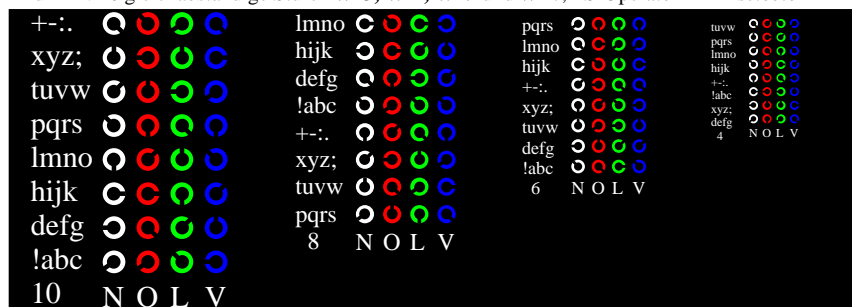 +-:.
xyz;
tuvw
pqrs
lmno
hijk
defg
!abc
10 N O L V
lmno
hijk
defg
!abc
+-:.
xyz;
tuvw
pqrs
8 N O L V
pqrs
lmno
hijk
+-:.
xyz;
tuvw
defg
!abc
6 N O L V
tuvw
pqrs
lmno
hijk
+-:.
!abc
xyz;
defg
4 N O L V